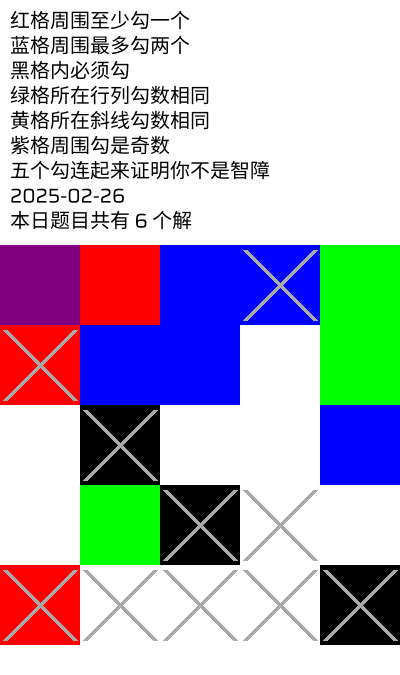 红格周围至少勾一个
蓝格周围最多勾两个
黑格内必须勾
绿格所在行列勾数相同
黄格所在斜线勾数相同
紫格周围勾是奇数
五个勾连起来证明你不是智障
2025-02-26
本日题目共有 6 个解